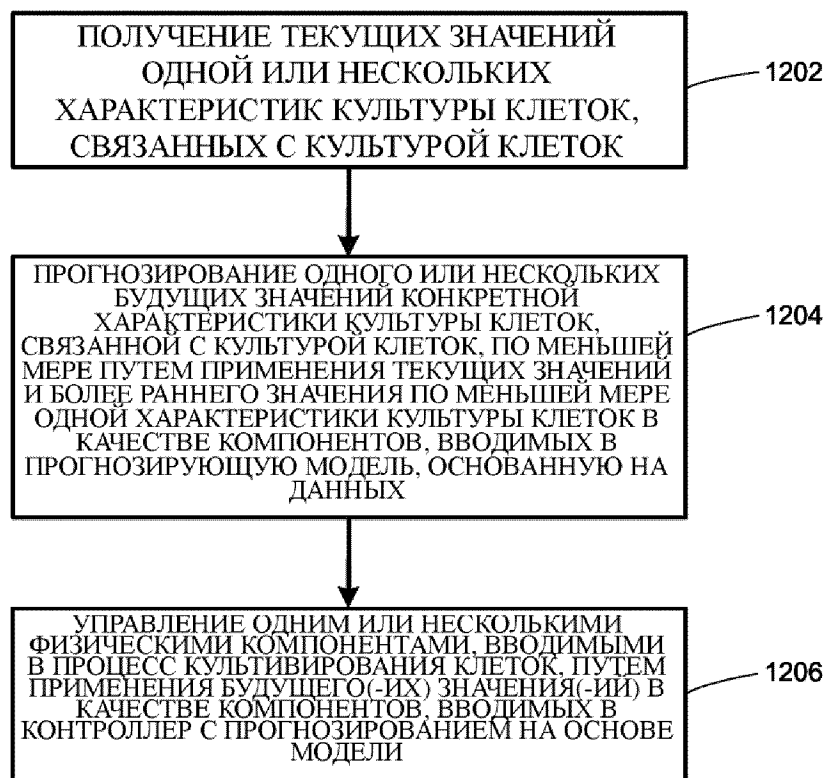 ПОЛУЧЕНИЕ ТЕКУЩИХ ЗНАЧЕНИЙ
ОДНОЙ ИЛИ НЕСКОЛЬКИХ
ХАРАКТЕРИСТИК КУЛЬТУРЫ КЛЕТОК,
СВЯЗАННЫХ С КУЛЬТУРОЙ КЛЕТОК
1202
ПРОГНОЗИРОВАНИЕ ОДНОГО ИЛИ НЕСКОЛЬКИХ
БУДУЩИХ ЗНАЧЕНИЙ КОНКРЕТНОЙ
ХАРАКТЕРИСТИКИ КУЛЬТУРЫ КЛЕТОК,
СВЯЗАННОЙ С КУЛЬТУРОЙ КЛЕТОК, ПО МЕНЬШЕЙ
МЕРЕ ПУТЕМ ПРИМЕНЕНИЯ ТЕКУЩИХ ЗНАЧЕНИЙ
И БОЛЕЕ РАННЕГО ЗНАЧЕНИЯ ПО МЕНЬШЕЙ МЕРЕ
ОДНОЙ ХАРАКТЕРИСТИКИ КУЛЬТУРЫ КЛЕТОК В
КАЧЕСТВЕ КОМПОНЕНТОВ, ВВОДИМЫХ В
ПРОГНОЗИРУЮЩУЮ МОДЕЛЬ, ОСНОВАННУЮ НА
ДАННЫХ
1204
УПРАВЛЕНИЕ ОДНИМ ИЛИ НЕСКОЛЬКИМИ
ФИЗИЧЕСКИМИ КОМПОНЕНТАМИ, ВВОДИМЫМИ
В ПРОЦЕСС КУЛЬТИВИРОВАНИЯ КЛЕТОК, ПУТЕМ
ПРИМЕНЕНИЯ БУДУЩЕГО(-ИХ) ЗНАЧЕНИЯ(-ИЙ) В
КАЧЕСТВЕ КОМПОНЕНТОВ, ВВОДИМЫХ В
КОНТРОЛЛЕР С ПРОГНОЗИРОВАНИЕМ НА ОСНОВЕ
МОДЕЛИ
1206